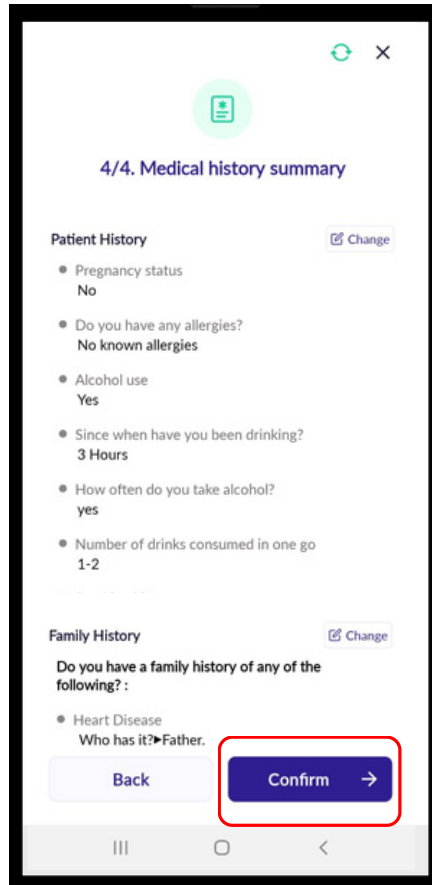 4/4. Medical history summary
Patient History
Change
Pregnancy status
No
Do you have any allergies?
No known allergies
Alcohol use
Yes
Since when have you been drinking?
3 Hours
How often do you take alcohol?
yes
Number of drinks consumed in one go
1-2
Family History
Change
Do you have a family history of any of the
following? :
Heart Disease
Who has it?▶Father.
Back
Confirm →